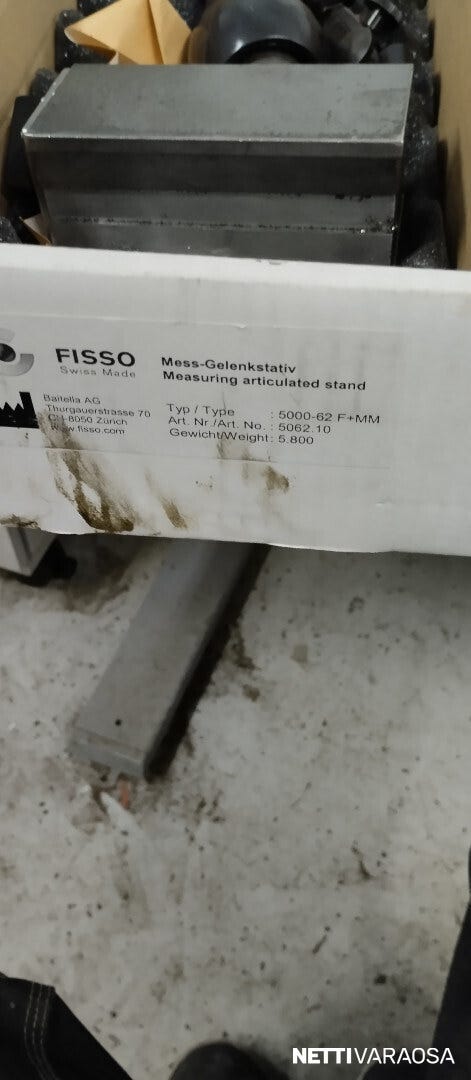 FISSO
Swiss Made
Mess-Gelenkstativ
Measuring articulated stand
Baitella AG
Thurgauerstrasse 70
CH-8050 Zürich
www.fisso.com
Typ / Type : 5000-62 F+MM
Art. Nr./Art. No. : 5062.10
Gewicht/Weight : 5.800
NETTIVARAOSA